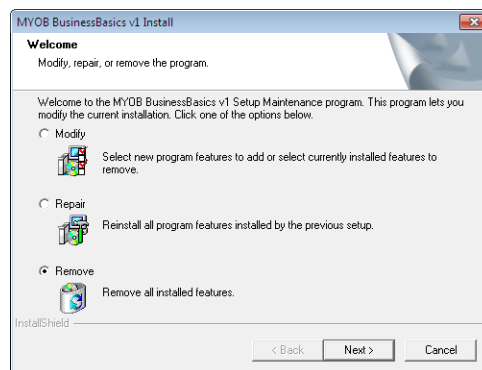 MYOB BusinessBasics v1 Install
Welcome
Modify, repair, or remove the program.
Welcome to the MYOB BusinessBasics v1 Setup Maintenance program. This program lets you
modify the current installation. Click one of the options below.
Modify
Select new program features to add or select currently installed features to
remove.
Repair
Reinstall all program features installed by the previous setup.
Remove
Remove all installed features.
InstallShield
< Back
Next >
Cancel